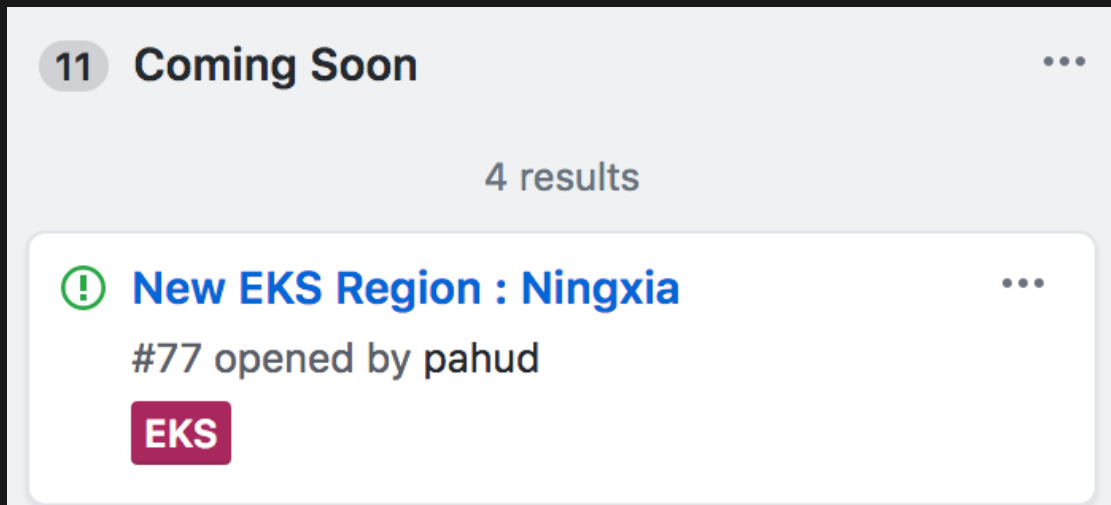 11 Coming Soon
4 results
New EKS Region : Ningxia
#77 opened by pahud
EKS